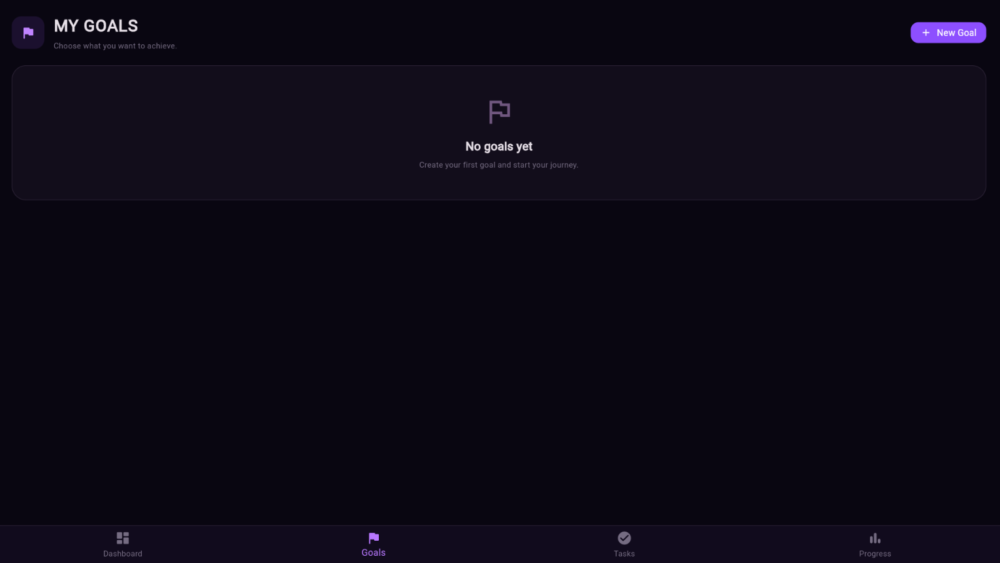 MY GOALS
Choose what you want to achieve.
New Goal
No goals yet
Create your first goal and start your journey.
Dashboard
Goals
Tasks
Progress